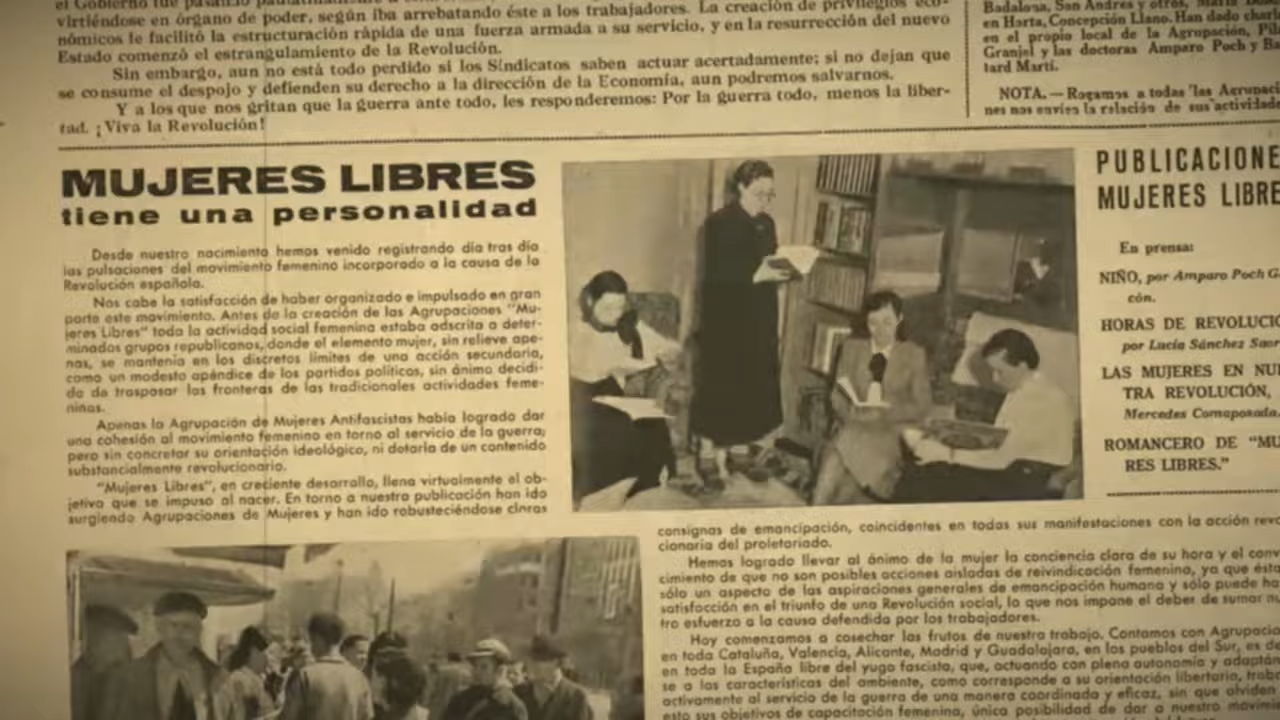 virtiéndose en órgano de poder, según iba arrebatando éste a los trabajadores. La creación de privilegios eco-
nómicos le facilitó la estructuración rápida de una fuerza armada a su servicio, y en la resurrección del nuevo
Estado comenzó el estrangulamiento de la Revolución.
Sin embargo, aun no está todo perdido si los Sindicatos saben actuar acertadamente; si no dejan que
se consume el despojo y defienden su derecho a la dirección de la Economía, aun podremos salvarnos.
Y a los que nos gritan que la guerra ante todo, les responderemos: Por la guerra todo, menos la liber-
tad. ¡Viva la Revolución!
Badalona, San Andrés y otros,
en Horta, Concepción Llano. Han dado
en el propio local de la Agrupación,
Granjel y las doctoras Amparo Poch y
tard Martí.
NOTA.—Rogamos a todas las
nes nos envíen la relación de sus
MUJERES LIBRES
tiene una personalidad
Desde nuestro nacimiento hemos venido registrando día tras día
las pulsaciones del movimiento femenino incorporado a la causa de la
Revolución española.
Nos cabe la satisfacción de haber organizado e impulsado en gran
parte este movimiento. Antes de la creación de las Agrupaciones "Mu-
jeres Libres" toda la actividad social femenina estaba adscrita a deter-
minados grupos republicanos, donde el elemento mujer, sin relieve ape-
nas, se mantenía en los discretos límites de una acción secundaria,
como un modesto apéndice de los partidos políticos, sin ánimo decidi-
do de traspasar las fronteras de las tradicionales actividades feme-
ninas.
Apenas la Agrupación de Mujeres Antifascistas había logrado dar
una cohesión al movimiento femenino en torno al servicio de la guerra;
pero sin concretar su orientación ideológica, ni dotarla de un contenido
substancialmente revolucionario.
"Mujeres Libres", en creciente desarrollo, llena virtualmente el ob-
jetivo que se impuso al nacer. En torno a nuestra publicación han ido
surgiendo Agrupaciones de Mujeres y han ido robusteciéndose claras
consignas de emancipación, coincidentes en todas sus manifestaciones con la acción revo
cionaria del proletariado.
Hemos logrado llevar al ánimo de la mujer la conciencia clara de su hora y el conv
cimiento de que no son posibles acciones aisladas de reivindicación femenina, ya que ésta
sólo un aspecto de las aspiraciones generales de emancipación humana y sólo puede ha
satisfacción en el triunfo de una Revolución social, lo que nos impone el deber de sumar nu
tro esfuerzo a la causa defendida por los trabajadores.
Hoy comenzamos a cosechar los frutos de nuestro trabajo. Contamos con Agrupacio
en toda Cataluña, Valencia, Alicante, Madrid y Guadalajara, en los pueblos del Sur, es de
en toda la España libre del yugo fascista, que, actuando con plena autonomía y adaptán
se a las características del ambiente, como corresponde a su orientación libertaria, trab
activamente al servicio de la guerra de una manera coordinada y eficaz, sin que olviden
esto sus objetivos de capacitación femenina, única posibilidad de dar a nuestro movimi
PUBLICACIONE
MUJERES LIBRE
En prensa:
NIÑO, por Amparo Poch G
cón.
HORAS DE REVOLUCIÓ
por Lucía Sánchez Saor
LAS MUJERES EN NUE
TRA REVOLUCIÓN,
Mercedes Comaposada.
ROMANCERO DE "MU
RES LIBRES."